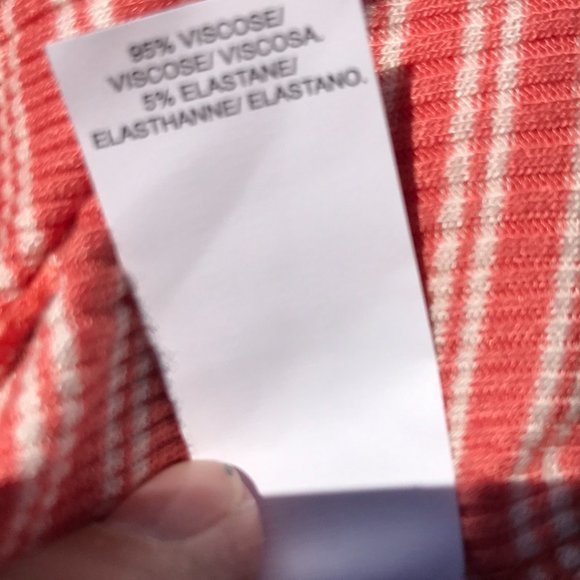 95% VISCOSE/
VISCOSE/ VISCOSA.
5% ELASTANE/
ELASTHANNE/ ELASTANO.